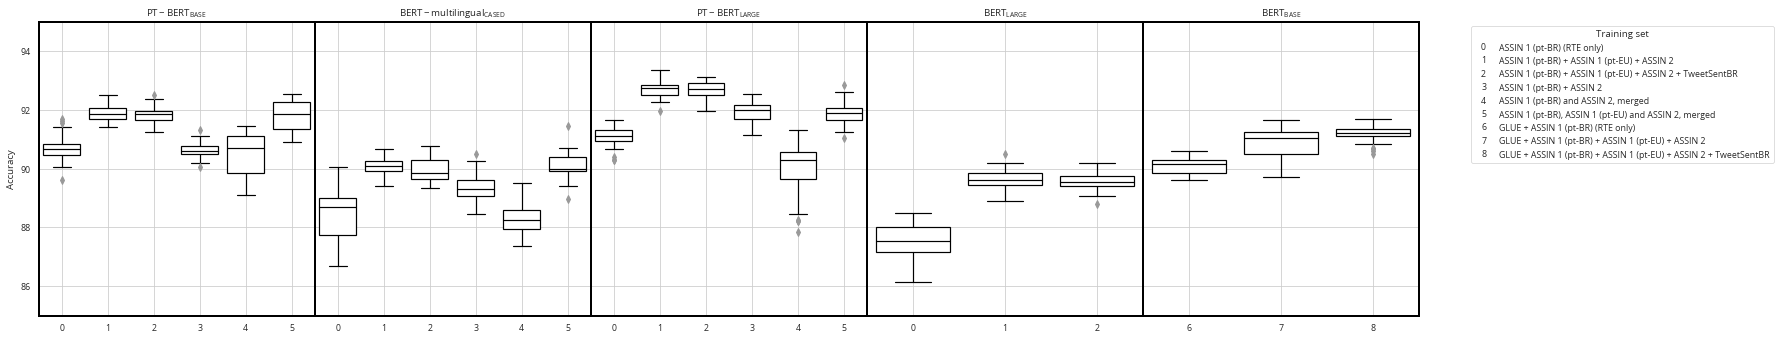 PT − BERT_BASE
BERT − multilingual_CASED
PT − BERT_LARGE
BERT_LARGE
BERT_BASE
Accuracy
94
92
90
88
86
0 1 2 3 4 5
0 1 2 3 4 5
0 1 2 3 4 5
0 1 2
6 7 8
Training set
0 ASSIN 1 (pt-BR) (RTE only)
1 ASSIN 1 (pt-BR) + ASSIN 1 (pt-EU) + ASSIN 2
2 ASSIN 1 (pt-BR) + ASSIN 1 (pt-EU) + ASSIN 2 + TweetSentBR
3 ASSIN 1 (pt-BR) + ASSIN 2
4 ASSIN 1 (pt-BR) and ASSIN 2, merged
5 ASSIN 1 (pt-BR), ASSIN 1 (pt-EU) and ASSIN 2, merged
6 GLUE + ASSIN 1 (pt-BR) (RTE only)
7 GLUE + ASSIN 1 (pt-BR) + ASSIN 1 (pt-EU) + ASSIN 2
8 GLUE + ASSIN 1 (pt-BR) + ASSIN 1 (pt-EU) + ASSIN 2 + TweetSentBR